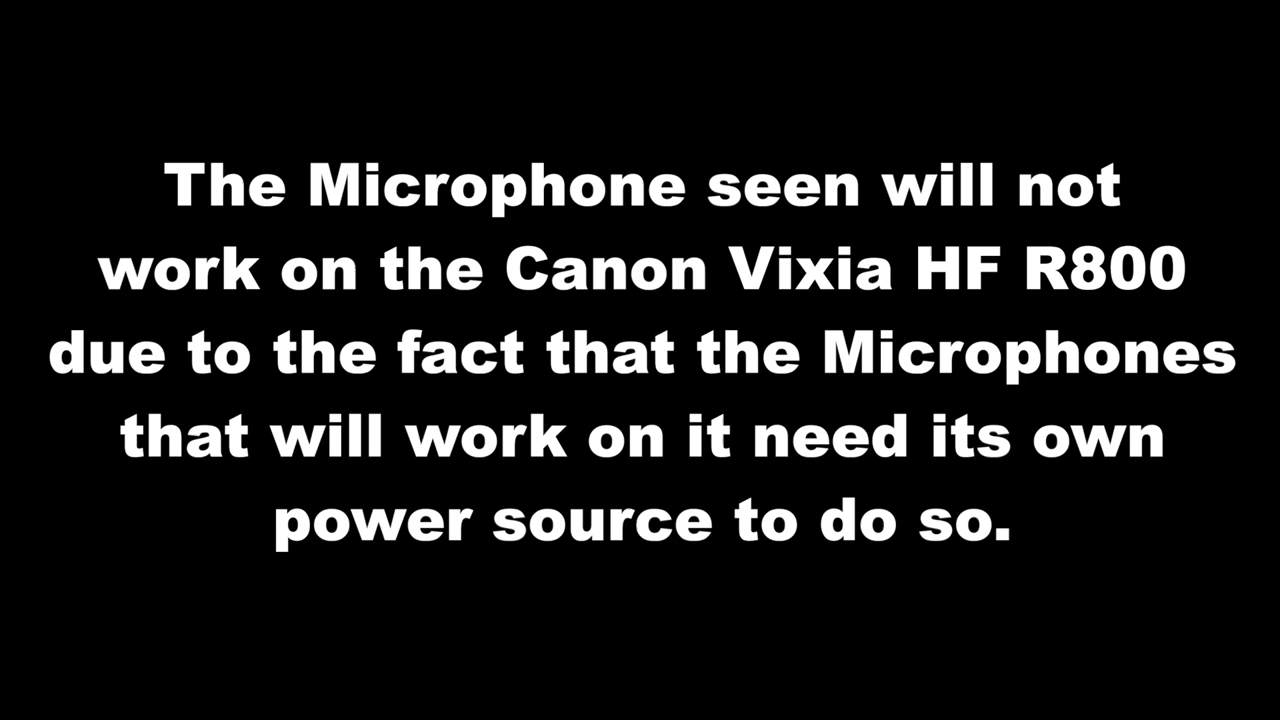 The Microphone seen will not
work on the Canon Vixia HF R800
due to the fact that the Microphones
that will work on it need its own
power source to do so.